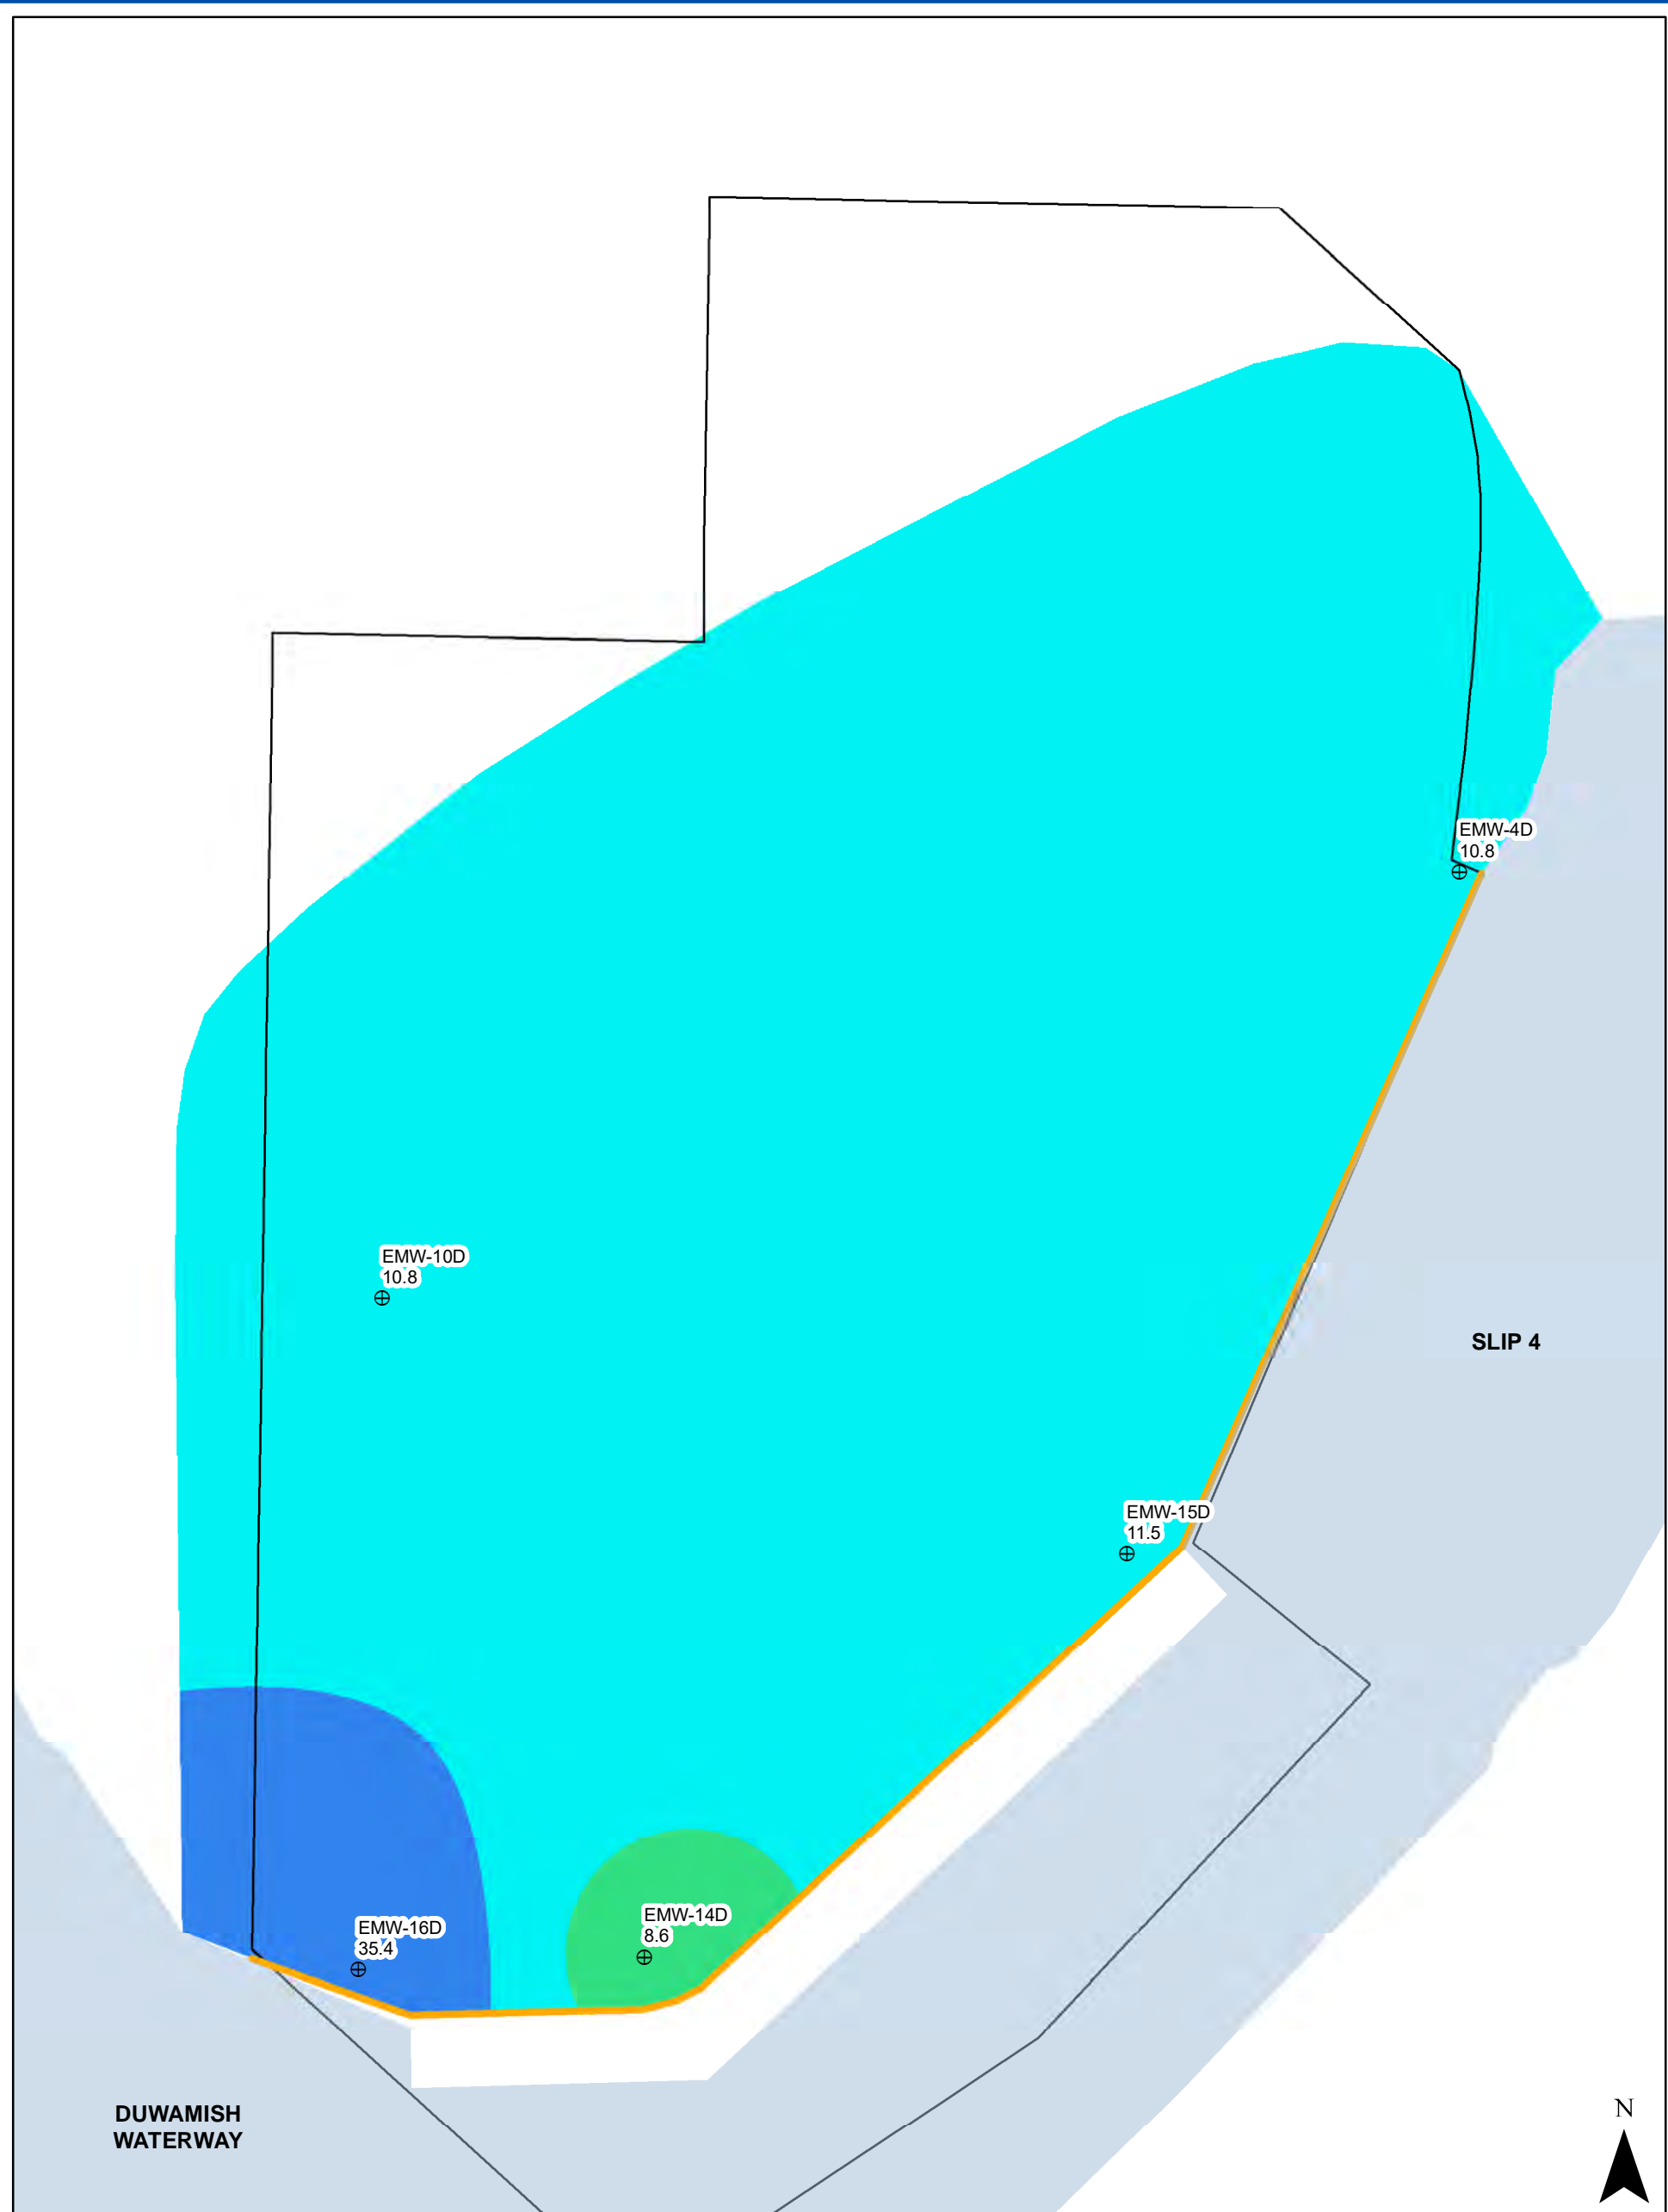 EMW-4D
10.8
EMW-10D
10.8
SLIP 4
EMW-15D
11.5
EMW-14D
8.6
EMW-16D
35.4
DUWAMISH
WATERWAY
N